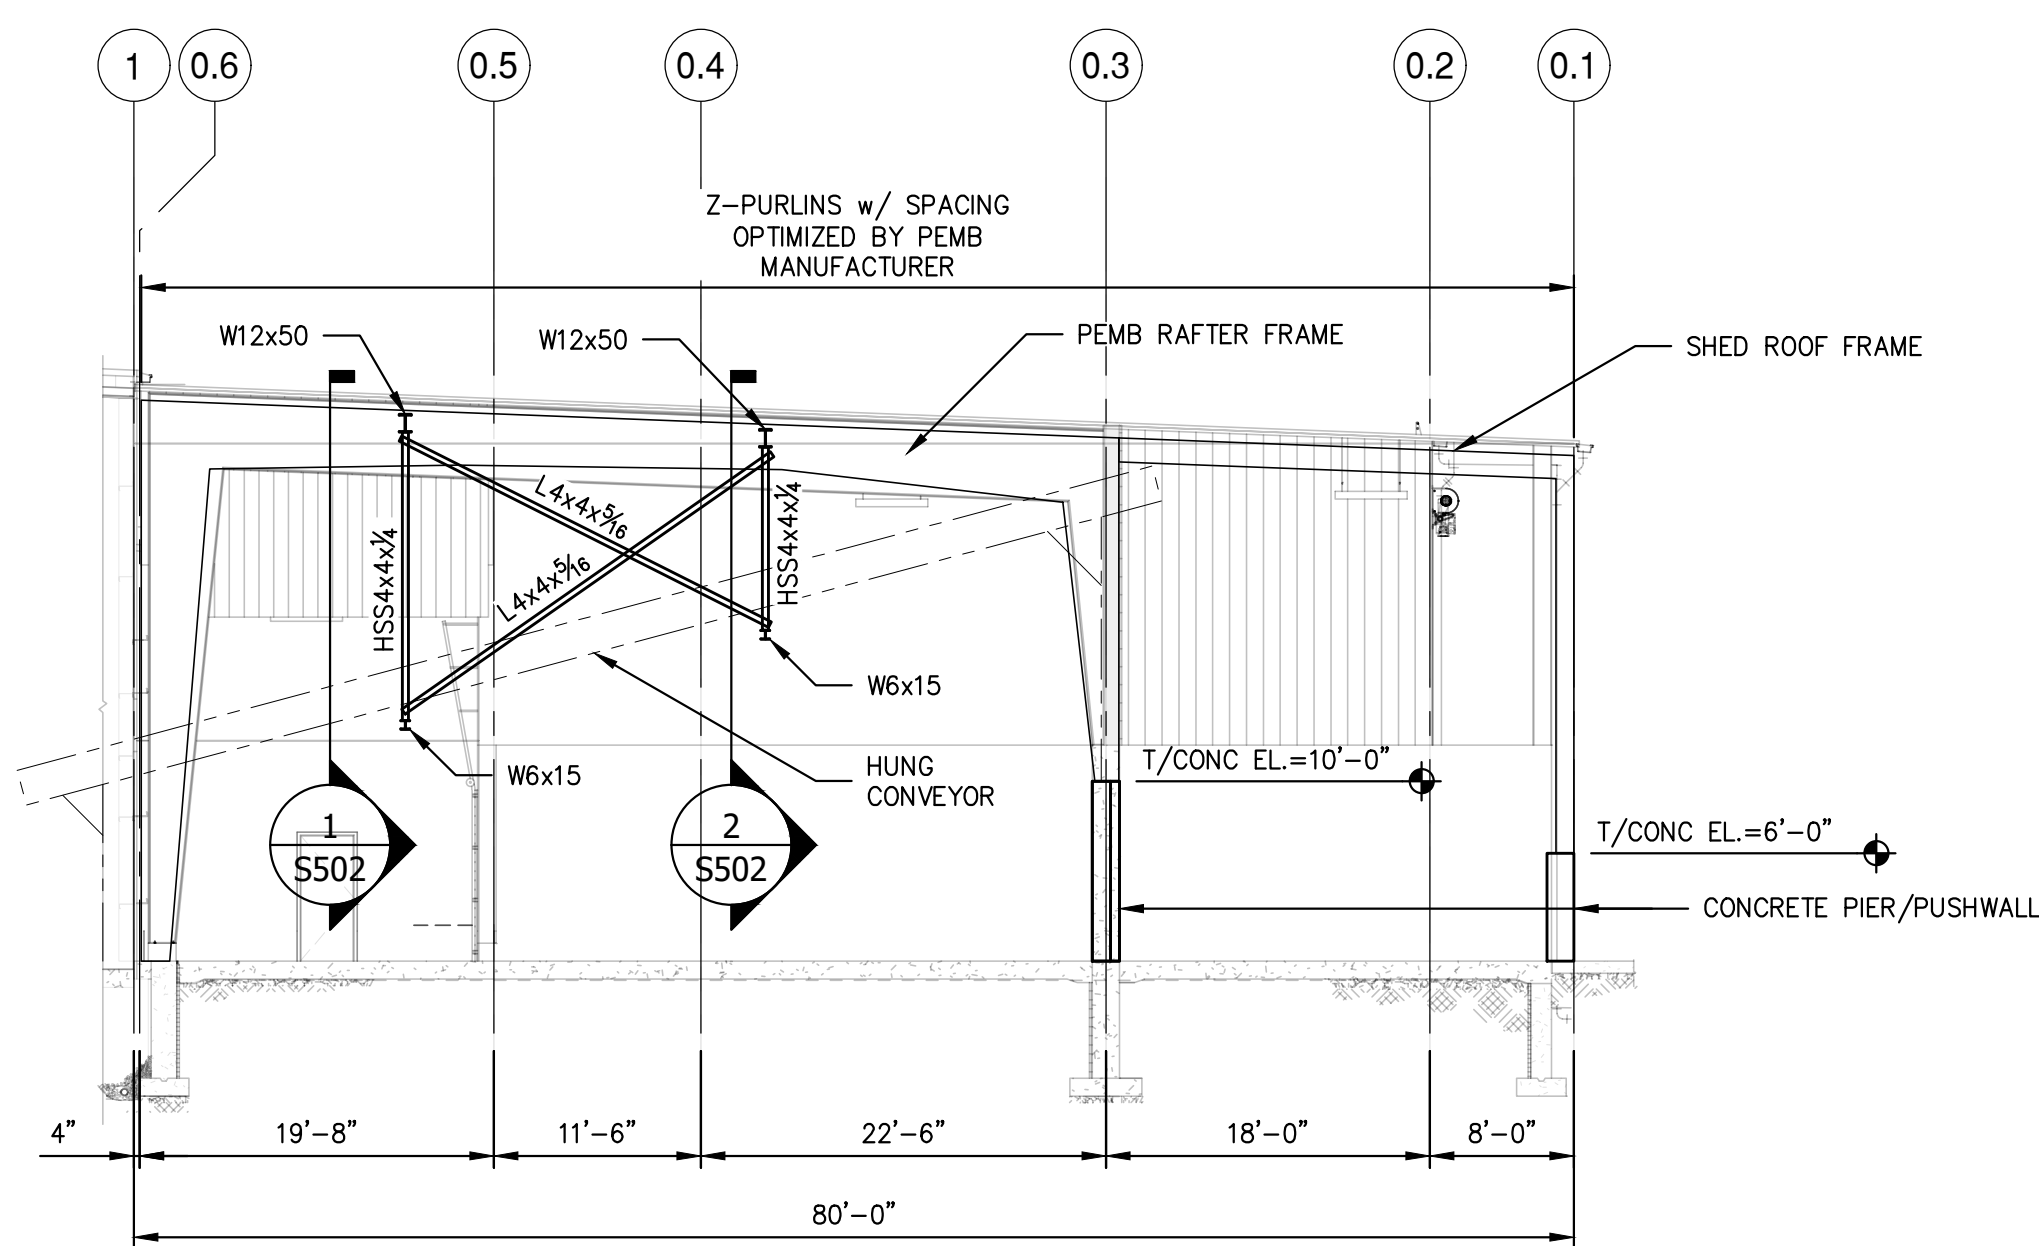 1
0.6
0.5
0.4
0.3
0.2
0.1
Z-PURLINS w/ SPACING
OPTIMIZED BY PEMB
MANUFACTURER
W12x50
W12x50
PEMB RAFTER FRAME
SHED ROOF FRAME
L4x4x5/16
L4x4x5/16
HSS4x4x1/4
HSS4x4x1/4
W6x15
W6x15
HUNG
CONVEYOR
T/CONC EL.=10'-0"
T/CONC EL.=6'-0"
1
S502
2
S502
CONCRETE PIER/PUSHWALL
4"
19'-8"
11'-6"
22'-6"
18'-0"
8'-0"
80'-0"